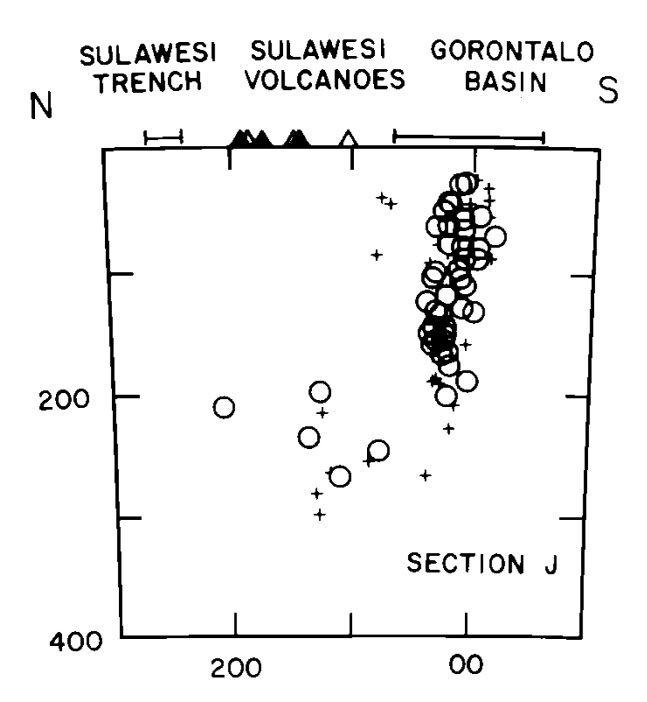 SULAWESI TRENCH
SULAWESI VOLCANOES
GORONTALO BASIN
N
S
200
SECTION J
400
200
00